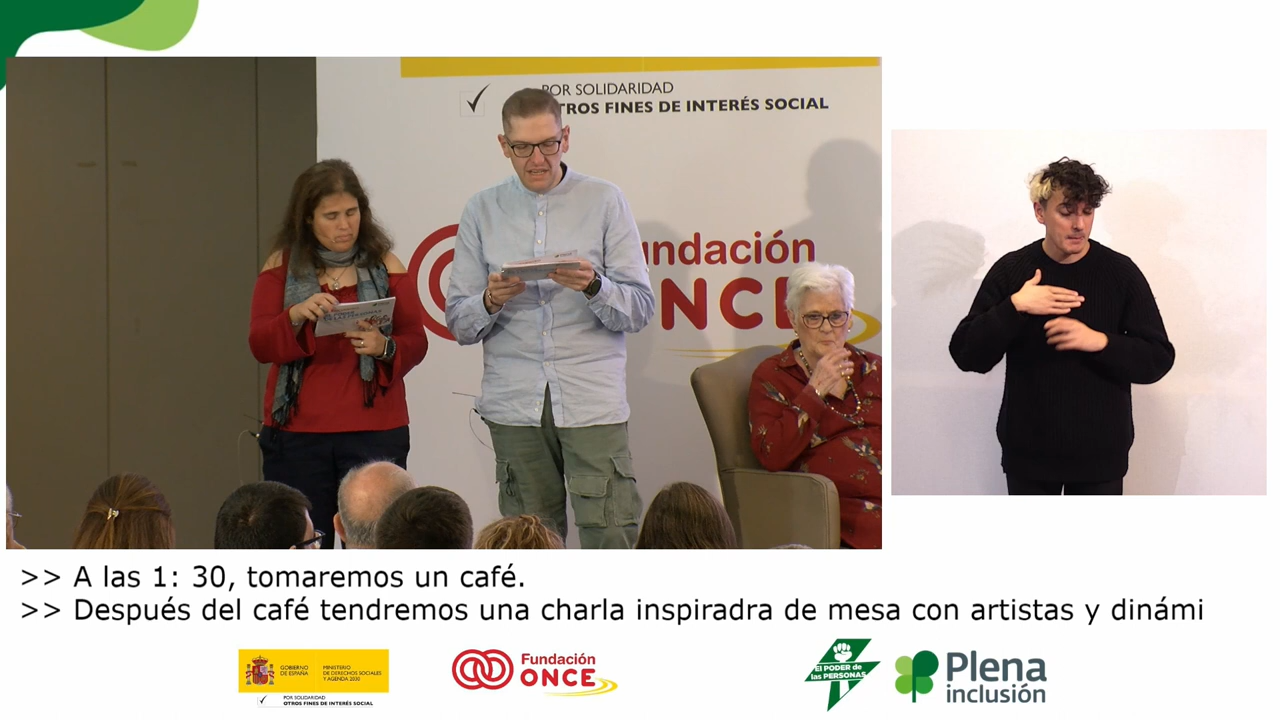 POR SOLIDARIDAD
OTROS FINES DE INTERÉS SOCIAL
Fundación
ONCE
>> A las 1: 30, tomaremos un café.
>> Después del café tendremos una charla inspiradra de mesa con artistas y dinámi
GOBIERNO
DE ESPAÑA
MINISTERIO
DE DERECHOS SOCIALES
Y AGENDA 2030
POR SOLIDARIDAD
OTROS FINES DE INTERÉS SOCIAL
Fundación
ONCE
EL PODER de
las PERSONAS
Plena
inclusión